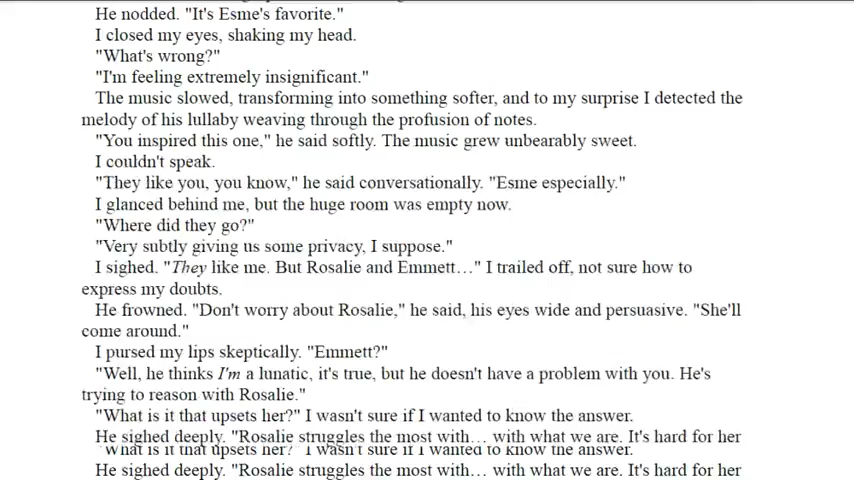 He nodded. "It's Esme's favorite."
I closed my eyes, shaking my head.
"What's wrong?"
"I'm feeling extremely insignificant."
The music slowed, transforming into something softer, and to my surprise I detected the
melody of his lullaby weaving through the profusion of notes.
"You inspired this one," he said softly. The music grew unbearably sweet.
I couldn't speak.
"They like you, you know," he said conversationally. "Esme especially."
I glanced behind me, but the huge room was empty now.
"Where did they go?"
"Very subtly giving us some privacy, I suppose."
I sighed. "They like me. But Rosalie and Emmett…" I trailed off, not sure how to
express my doubts.
He frowned. "Don't worry about Rosalie," he said, his eyes wide and persuasive. "She'll
come around."
I pursed my lips skeptically. "Emmett?"
"Well, he thinks I'm a lunatic, it's true, but he doesn't have a problem with you. He's
trying to reason with Rosalie."
"What is it that upsets her?" I wasn't sure if I wanted to know the answer.
He sighed deeply. "Rosalie struggles the most with… with what we are. It's hard for her
"What is it that upsets her?" I wasn't sure if I wanted to know the answer.
He sighed deeply. "Rosalie struggles the most with… with what we are. It's hard for her